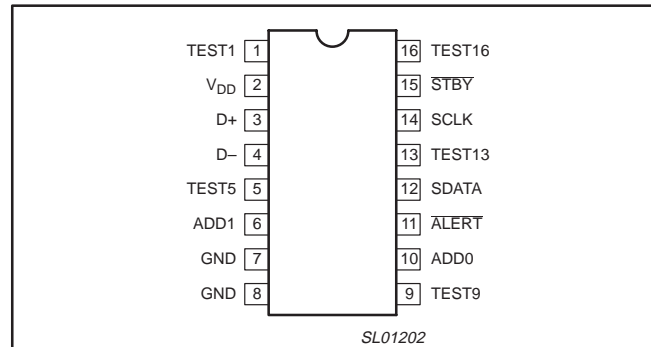 TEST1 1 16 TEST16
VDD 2 15 STBY
D+ 3 14 SCLK
D– 4 13 TEST13
TEST5 5 12 SDATA
ADD1 6 11 ALERT
GND 7 10 ADD0
GND 8 9 TEST9
SL01202